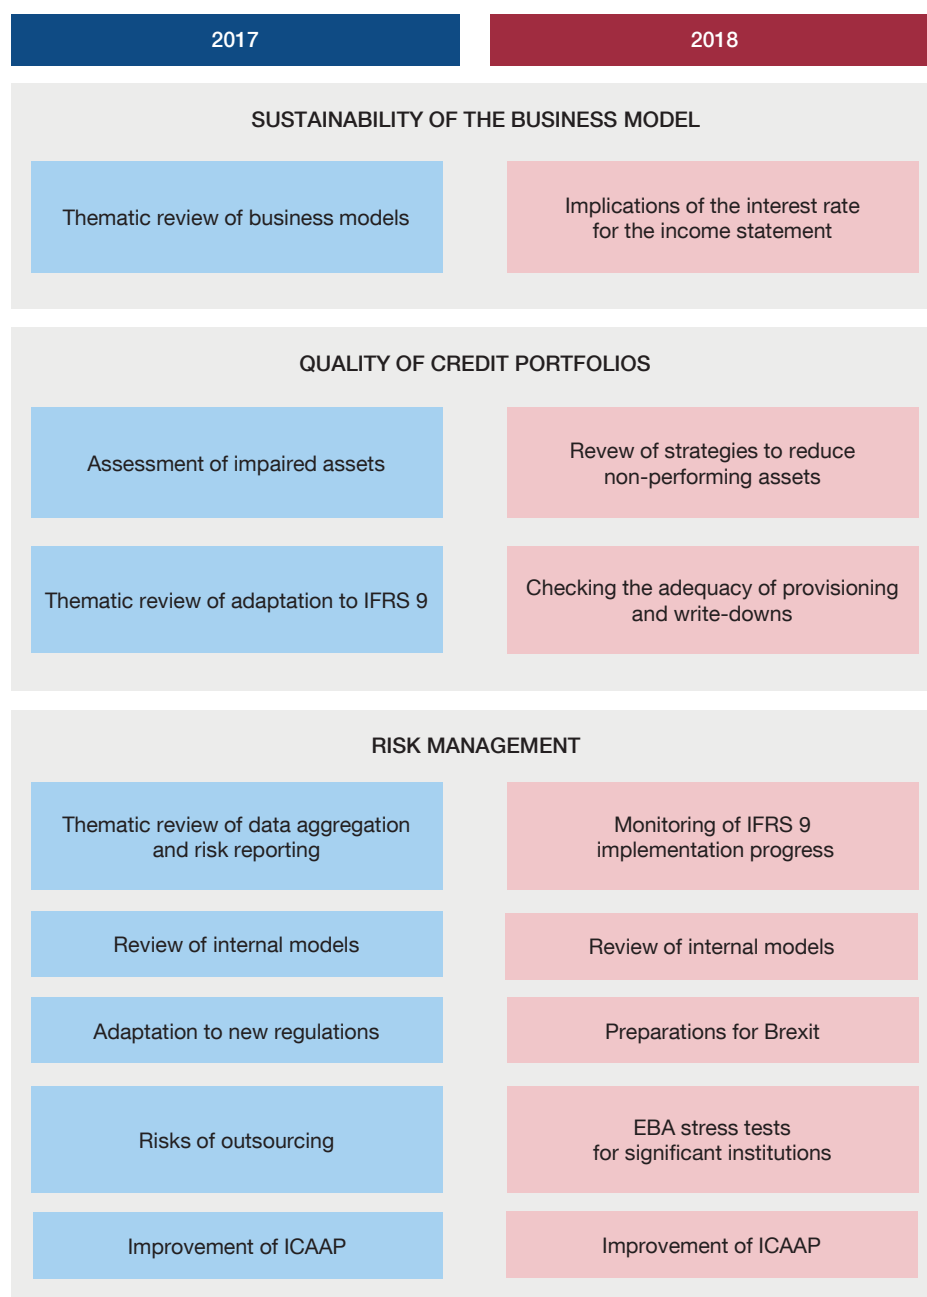 2017
2018
SUSTAINABILITY OF THE BUSINESS MODEL
Thematic review of business models
Implications of the interest rate
for the income statement
QUALITY OF CREDIT PORTFOLIOS
Assessment of impaired assets
Revew of strategies to reduce
non-performing assets
Thematic review of adaptation to IFRS 9
Checking the adequacy of provisioning
and write-downs
RISK MANAGEMENT
Thematic review of data aggregation
and risk reporting
Monitoring of IFRS 9
implementation progress
Review of internal models
Review of internal models
Adaptation to new regulations
Preparations for Brexit
Risks of outsourcing
EBA stress tests
for significant institutions
Improvement of ICAAP
Improvement of ICAAP